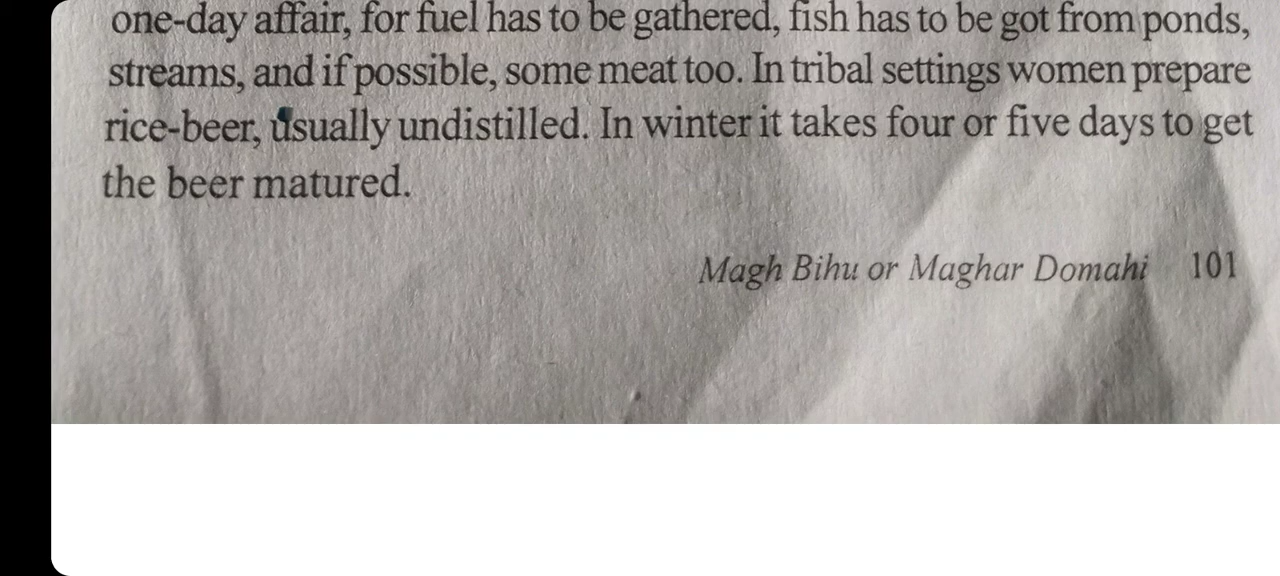 one-day affair, for fuel has to be gathered, fish has to be got from ponds,
streams, and if possible, some meat too. In tribal settings women prepare
rice-beer, usually undistilled. In winter it takes four or five days to get
the beer matured.
Magh Bihu or Maghar Domahi 101